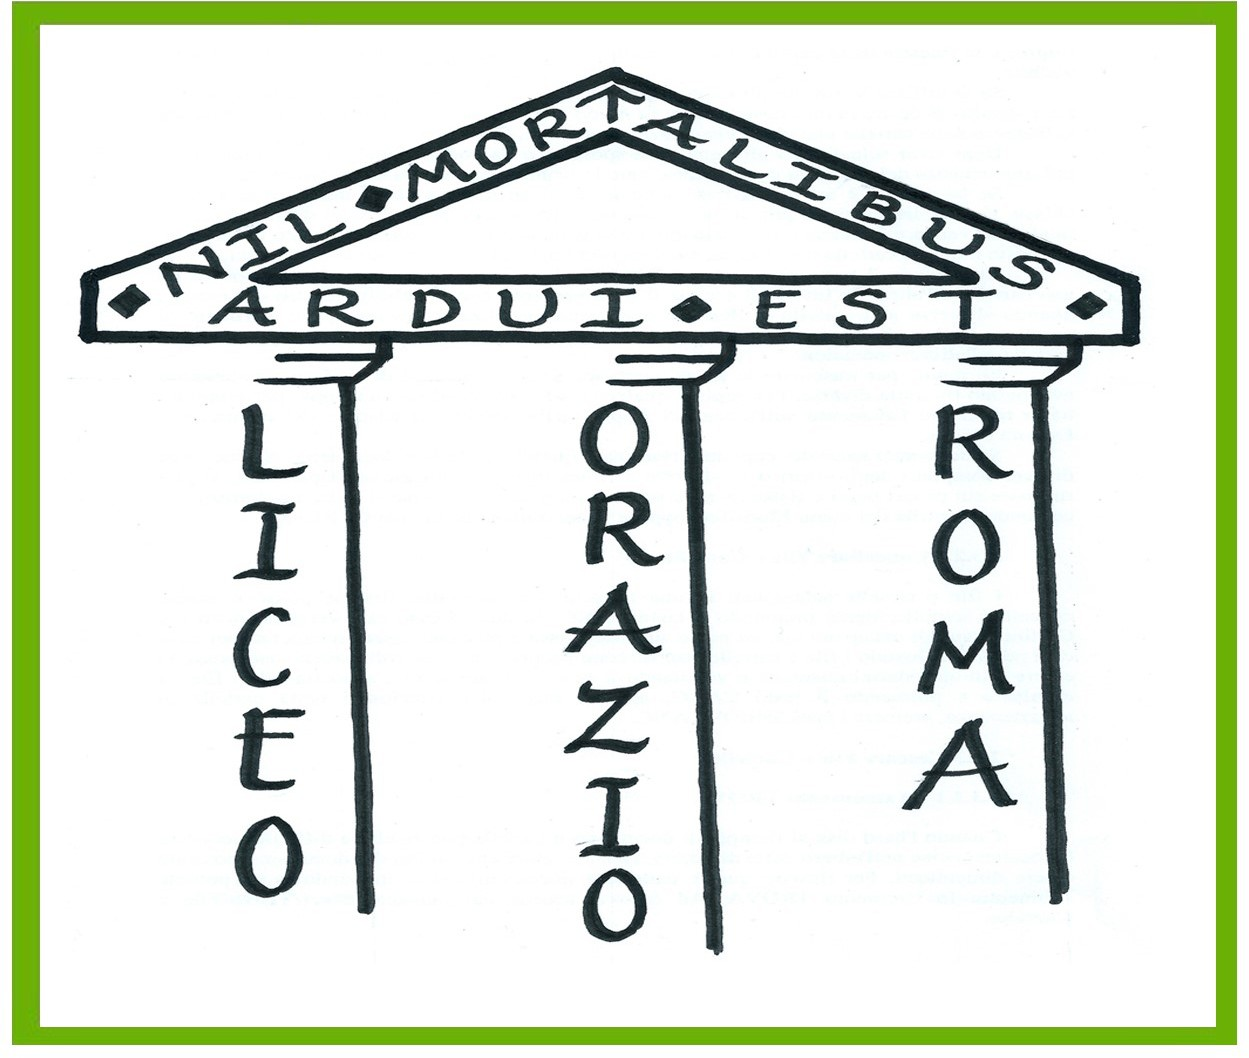 ◆ NIL ◆ MORTALIBUS ◆
ARDUI ◆ EST
LICEO
ORAZIO
ROMA